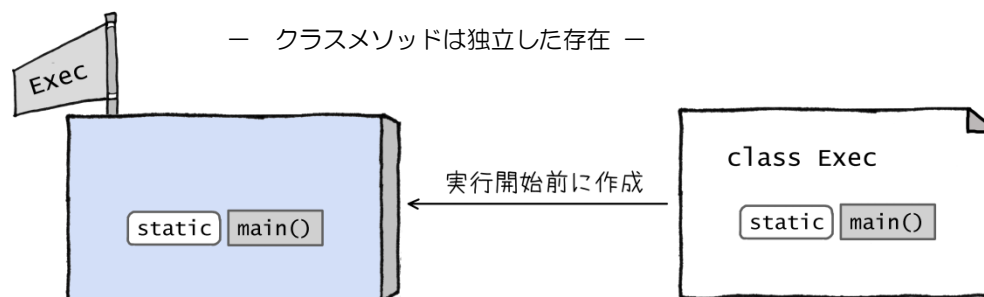 ― クラスメソッドは独立した存在 ―
Exec
class Exec
実行開始前に作成
static main()
static main()